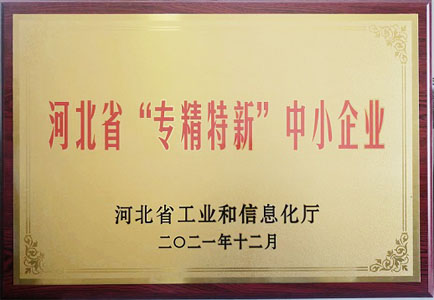 河北省“专精特新”中小企业
河北省工业和信息化厅
二〇二一年十二月